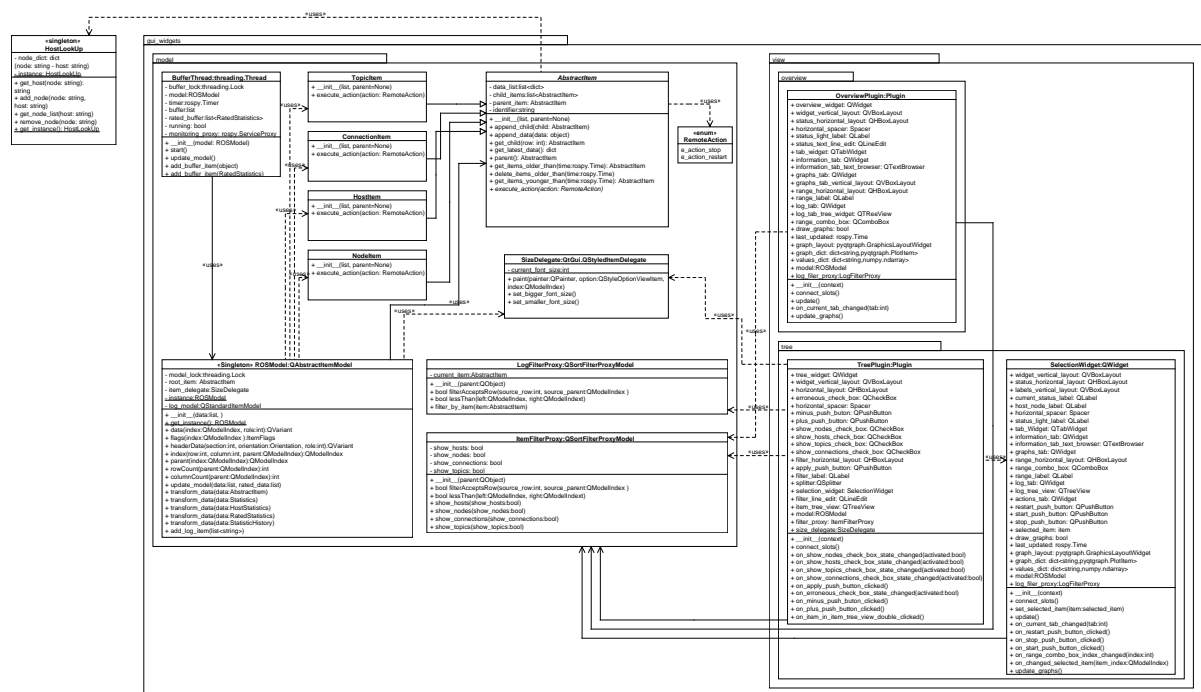 «uses»
«singleton»
HostLookUp
- node_dict: dict
(node: string - host: string)
- instance: HostLookUp
+ get_host(node: string):
string
+ add_node(node: string,
host: string)
+ get_node_list(host: string)
+ remove_node(node: string)
+ get_instance(): HostLookUp
gui_widgets
model
BufferThread:threading.Thread
- buffer_lock:threading.Lock
- model:ROSModel
- timer:rospy.Timer
- buffer:list
- rated_buffer:list<RatedStatistics>
- running: bool
- monitoring_proxy: rospy.ServiceProxy
+ __init__(model: ROSModel)
+ start()
+ update_model()
+ add_buffer_item(object)
+ add_buffer_item(RatedStatistics)
TopicItem
+ __init__(list, parent=None)
+ execute_action(action: RemoteAction)
ConnectionItem
+ __init__(list, parent=None)
+ execute_action(action: RemoteAction)
HostItem
+ __init__(list, parent=None)
+ execute_action(action: RemoteAction)
NodeItem
+ __init__(list, parent=None)
+ execute_action(action: RemoteAction)
«uses»
«uses»
«uses»
«uses»
«uses»
«uses»
AbstractItem
- data_list:list<dict>
- child_items:list<AbstractItem>
- parent_item: AbstractItem
- identifier:string
+ __init__(list, parent=None)
+ append_child(child: AbstractItem)
+ append_data(data: object)
+ get_child(row: int): AbstractItem
+ get_latest_data(): dict
+ parent(): AbstractItem
+ get_items_older_than(time:rospy.Time): AbstractItem
+ delete_items_older_than(time:rospy.Time)
+ get_items_younger_than(time:rospy.Time): AbstractItem
+ execute_action(action: RemoteAction)
«uses»
«enum»
RemoteAction
e_action_stop
e_action_restart
SizeDelegate:QtGui.QStyledItemDelegate
- current_font_size:int
+ paint(painter:QPainter, option:QStyleOptionViewItem,
index:QModelIndex)
+ set_bigger_font_size()
+ set_smaller_font_size()
«uses»
«Singleton» ROSModel:QAbstractItemModel
- model_lock:threading.Lock
- root_item: AbstractItem
- item_delegate:SizeDelegate
- instance:ROSModel
- log_model:QStandardItemModel
+ __init__(data:list, )
+ get_instance(): ROSModel
+ data(index:QModelIndex, role:int):QVariant
+ flags(index:QModelIndex ):ItemFlags
+ headerData(section:int, orientation:Orientation, role:int):QVariant
+ index(row:int, column:int, parent:QModelIndex):QModelIndex
+ parent(index:QModelIndex):QModelIndex
+ rowCount(parent:QModelIndex):int
+ columnCount(parent:QModelIndex):int
+ update_model(data:list, rated_data:list)
+ transform_data(data:AbstractItem)
+ transform_data(data:Statistics)
+ transform_data(data:HostStatistics)
+ transform_data(data:RatedStatistics)
+ transform_data(data:StatisticHistory)
+ add_log_item(list<string>)
LogFilterProxy:QSortFilterProxyModel
- current_item:AbstractItem
+ __init__(parent:QObject)
+ bool filterAcceptsRow(source_row:int, source_parent:QModelIndex )
+ bool lessThan(left:QModelIndex, right:QModelIndex)
+ filter_by_item(item:AbstractItem)
ItemFilterProxy:QSortFilterProxyModel
- show_hosts: bool
- show_nodes: bool
- show_connections: bool
- show_topics: bool
+ __init__(parent:QObject)
+ bool filterAcceptsRow(source_row:int, source_parent:QModelIndex )
+ bool lessThan(left:QModelIndex, right:QModelIndex)
+ show_hosts(show_hosts:bool)
+ show_nodes(show_nodes:bool)
+ show_connections(show_connections:bool)
+ show_topics(show_topics:bool)
view
overview
OverviewPlugin:Plugin
+ overview_widget: QWidget
+ widget_vertical_layout: QVBoxLayout
+ status_horizontal_layout: QHBoxLayout
+ horizontal_spacer: Spacer
+ status_light_label: QLabel
+ status_text_line_edit: QLineEdit
+ tab_widget: QTabWidget
+ information_tab: QWidget
+ information_tab_text_browser: QTextBrowser
+ graphs_tab: QWidget
+ graphs_tab_vertical_layout: QVBoxLayout
+ range_horizontal_layout: QHBoxLayout
+ range_label: QLabel
+ log_tab: QWidget
+ log_tab_tree_widget: QTReeView
+ range_combo_box: QComboBox
+ draw_graphs: bool
+ last_updated: rospy.Time
+ graph_layout: pyqtgraph.GraphicsLayoutWidget
+ graph_dict: dict<string,pyqtgraph.PlotItem>
+ values_dict: dict<string,numpy.ndarray>
+ model:ROSModel
+ log_filer_proxy:LogFilterProxy
+ __init__(context)
+ connect_slots()
+ update()
+ on_current_tab_changed(tab:int)
+ update_graphs()
«uses»
«uses»
tree
TreePlugin:Plugin
+ tree_widget: QWidget
+ widget_vertical_layout: QVBoxLayout
+ horizontal_layout: QHBoxLayout
+ erroneous_check_box: QCheckBox
+ horizontal_spacer: Spacer
+ minus_push_button: QPushButton
+ plus_push_button: QPushButton
+ show_nodes_check_box: QCheckBox
+ show_hosts_check_box: QCheckBox
+ show_topics_check_box: QCheckBox
+ show_connections_check_box: QCheckBox
+ filter_horizontal_layout: QHBoxLayout
+ apply_push_button: QPushButton
+ filter_label: QLabel
+ splitter:QSplitter
+ selection_widget: SelectionWidget
+ filter_line_edit: QLineEdit
+ item_tree_view: QTreeView
+ model:ROSModel
+ filter_proxy: ItemFilterProxy
+ size_delegate:SizeDelegate
+ __init__(context)
+ connect_slots()
+ on_show_nodes_check_box_state_changed(activated:bool)
+ on_show_hosts_check_box_state_changed(activated:bool)
+ on_show_topics_check_box_state_changed(activated:bool)
+ on_show_connections_check_box_state_changed(activated:bool)
+ on_apply_push_button_clicked()
+ on_erroneous_check_box_state_changed(activated:bool)
+ on_minus_push_buton_clicked()
+ on_plus_push_button_clicked()
+ on_item_in_item_tree_view_double_clicked()
«uses»
SelectionWidget:QWidget
+ widget_vertical_layout: QVBoxLayout
+ status_horizontal_layout: QHBoxLayout
+ labels_vertical_layout: QVBoxLayout
+ current_status_label: QLabel
+ host_node_label: QLabel
+ horizontal_spacer: Spacer
+ status_light_label: QLabel
+ tab_Widget: QTabWidget
+ information_tab: QWidget
+ information_tab_text_browser: QTextBrowser
+ graphs_tab: QWidget
+ range_horizontal_layout: QHBoxLayout
+ range_combo_box: QComboBox
+ range_label: QLabel
+ log_tab: QWidget
+ log_tree_view: QTreeView
+ actions_tab: QWidget
+ restart_push_button: QPushButton
+ start_push_button: QPushButton
+ stop_push_button: QPushButton
+ selected_item: item
+ draw_graphs: bool
+ last_updated: rospy.Time
+ graph_layout: pyqtgraph.GraphicsLayoutWidget
+ graph_dict: dict<string,pyqtgraph.PlotItem>
+ values_dict: dict<string,numpy.ndarray>
+ model:ROSModel
+ log_filer_proxy:LogFilterProxy
+ __init__(context)
+ connect_slots()
+ set_selected_item(item:selected_item)
+ update()
+ on_current_tab_changed(tab:int)
+ on_restart_push_button_clicked()
+ on_stop_push_button_clicked()
+ on_start_push_button_clicked()
+ on_range_combo_box_index_changed(index:int)
+ on_changed_selected_item(item_index:QModelIndex)
+ update_graphs()